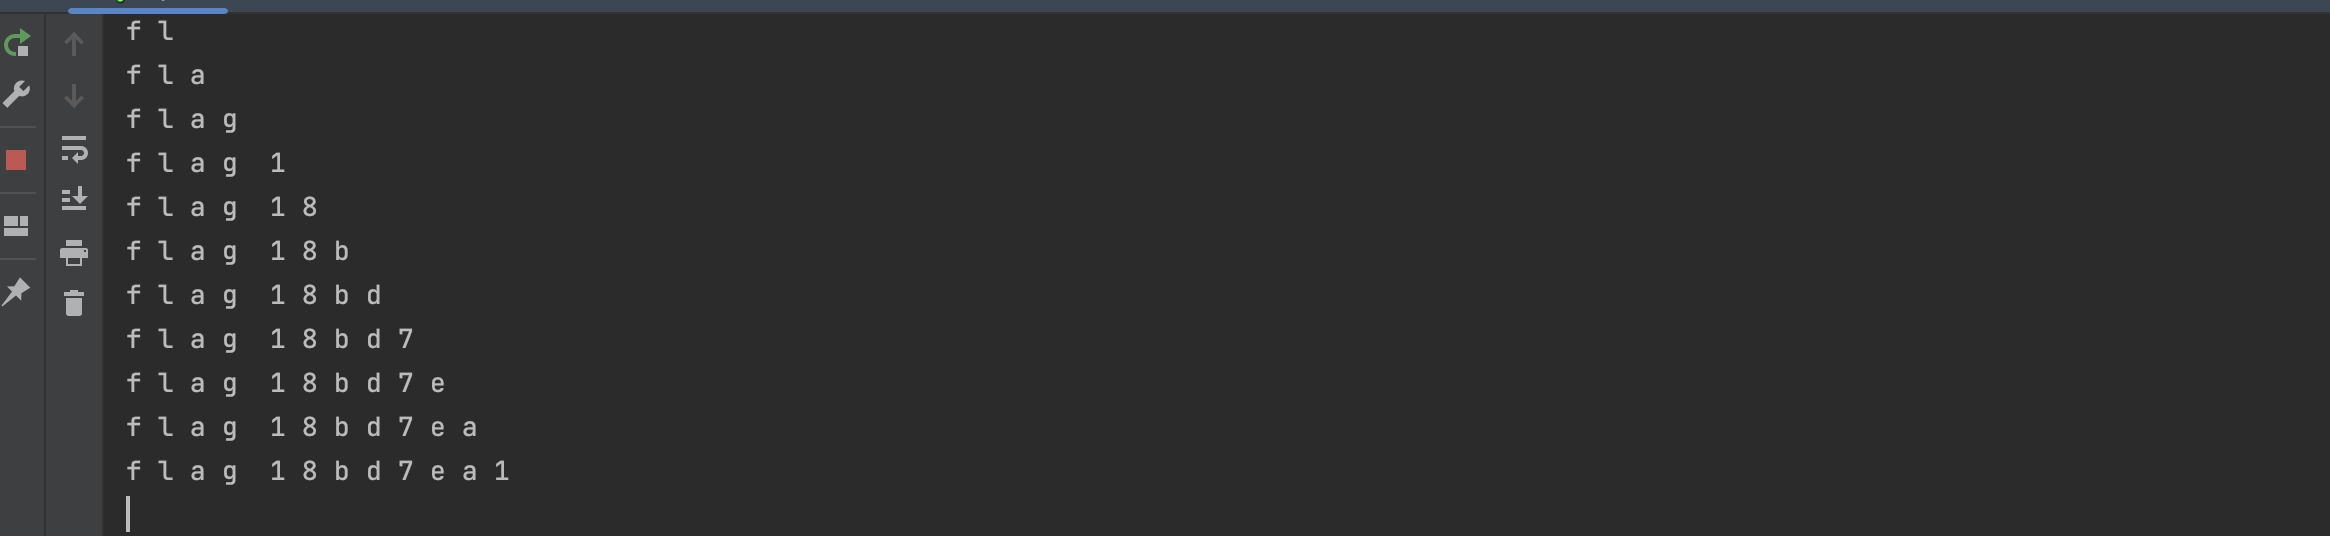 f l
f l a
f l a g
f l a g  1
f l a g  1 8
f l a g  1 8 b
f l a g  1 8 b d
f l a g  1 8 b d 7
f l a g  1 8 b d 7 e
f l a g  1 8 b d 7 e a
f l a g  1 8 b d 7 e a 1